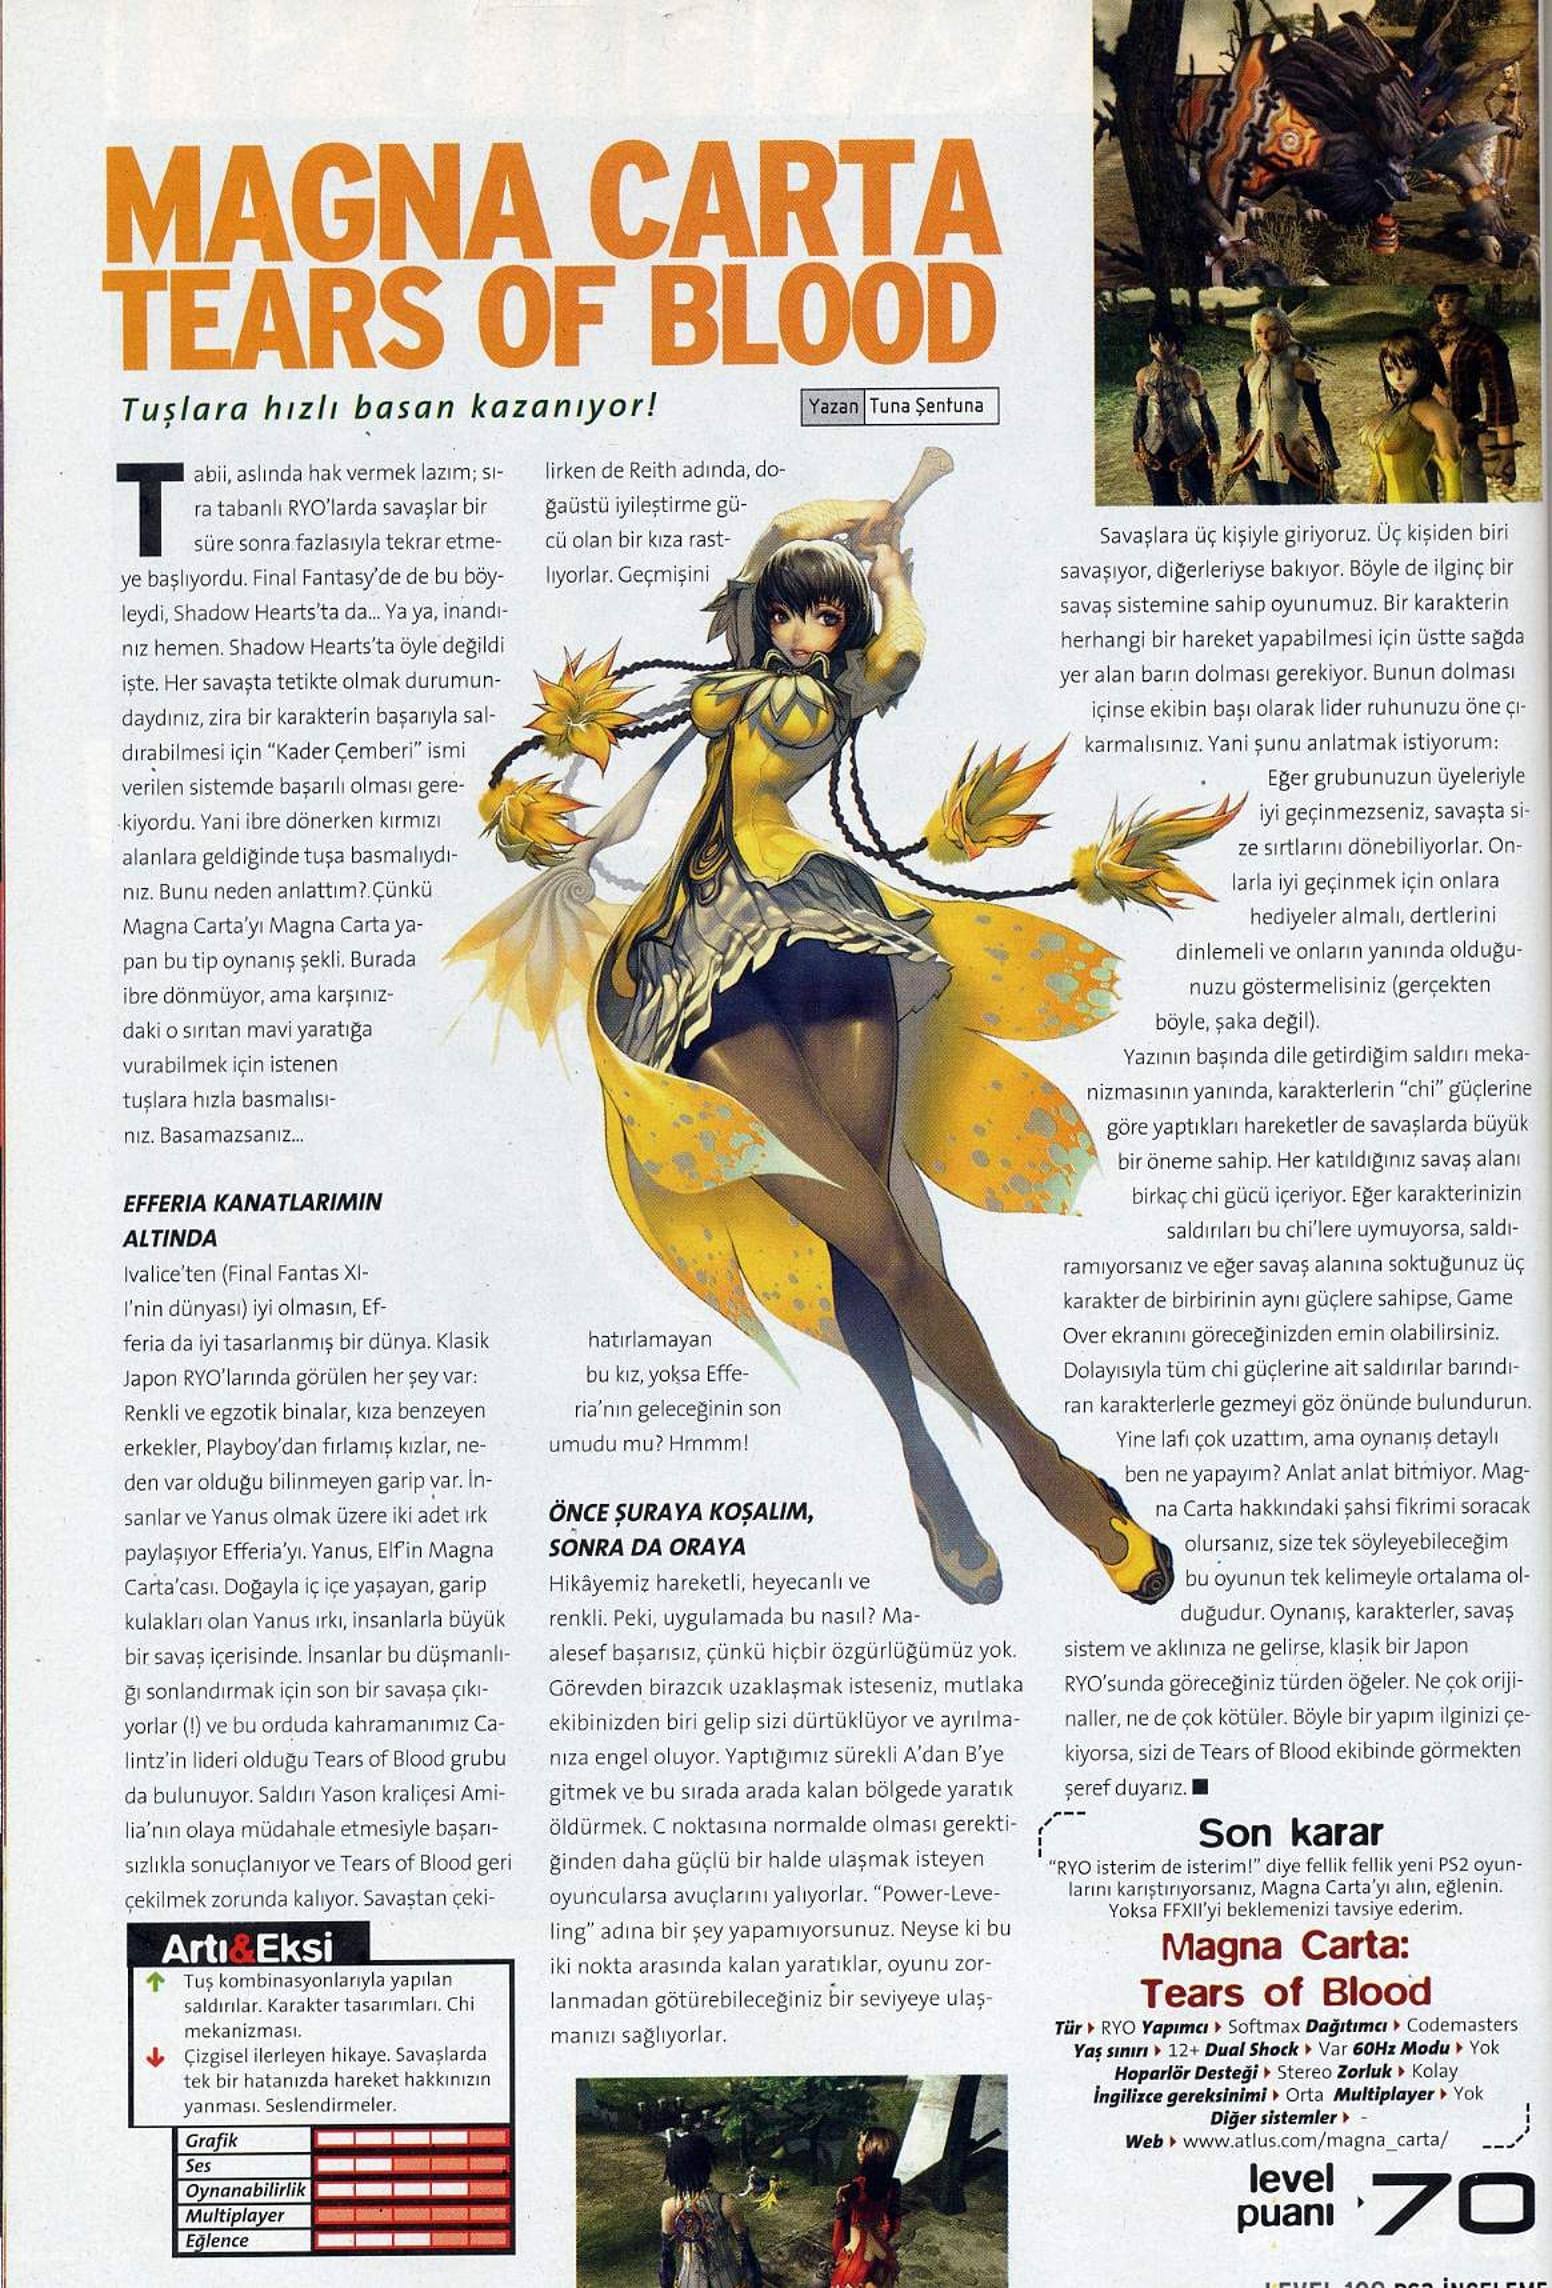 MAGNA CARTA
TEARS OF BLOOD
Tuşlara hızlı basan kazanıyor!
Yazan Tuna Şentuna
Tabii, aslında hak vermek lazım; sı-
ra tabanlı RYO'larda savaşlar bir
süre sonra fazlasıyla tekrar etme-
ye başlıyordu. Final Fantasy'de de bu böy-
leydi, Shadow Hearts'ta da... Ya ya, inandı-
nız hemen. Shadow Hearts'ta öyle değildi
işte. Her savaşta tetikte olmak durumun-
daydınız, zira bir karakterin başarıyla sal-
dırabilmesi için “Kader Çemberi” ismi
verilen sistemde başarılı olması gere-
kiyordu. Yani ibre dönerken kırmızı
alanlara geldiğinde tuşa basmalıydı-
nız. Bunu neden anlattım? Çünkü
Magna Carta'yı Magna Carta ya-
pan bu tip oynanış şekli. Burada
ibre dönmüyor, ama karşınız-
daki o sırıtan mavi yaratığa
vurabilmek için istenen
tuşlara hızla basmalısı-
nız. Basamazsanız...
EFFERIA KANATLARIMIN
ALTINDA
Ivalice'ten (Final Fantas XI-
I'nin dünyası) iyi olmasın, Ef-
feria da iyi tasarlanmış bir dünya. Klasik
Japon RYO'larında görülen her şey var:
Renkli ve egzotik binalar, kıza benzeyen
erkekler, Playboy'dan fırlamış kızlar, ne-
den var olduğu bilinmeyen garip var. İn-
sanlar ve Yanus olmak üzere iki adet ırk
paylaşıyor Efferia'yı. Yanus, Elf'in Magna
Carta'cası. Doğayla iç içe yaşayan, garip
kulakları olan Yanus ırkı, insanlarla büyük
bir savaş içerisinde. İnsanlar bu düşmanlı-
ğı sonlandırmak için son bir savaşa çıkı-
yorlar (!) ve bu orduda kahramanımız Ca-
lintz'in lideri olduğu Tears of Blood grubu
da bulunuyor. Saldırı Yason kraliçesi Ami-
lia'nın olaya müdahale etmesiyle başarı-
sızlıkla sonuçlanıyor ve Tears of Blood geri
çekilmek zorunda kalıyor. Savaştan çeki-
lirken de Reith adında, do-
ğaüstü iyileştirme gü-
cü olan bir kıza rast-
lıyorlar. Geçmişini
hatırlamayan
bu kız, yoksa Effe-
ria'nın geleceğinin son
umudu mu? Hmmm!
ÖNCE ŞURAYA KOŞALIM,
SONRA DA ORAYA
Hikâyemiz hareketli, heyecanlı ve
renkli. Peki, uygulamada bu nasıl? Ma-
alesef başarısız, çünkü hiçbir özgürlüğümüz yok.
Görevden birazcık uzaklaşmak isteseniz, mutlaka
ekibinizden biri gelip sizi dürtüklüyor ve ayrılma-
nıza engel oluyor. Yaptığımız sürekli A'dan B'ye
gitmek ve bu sırada arada kalan bölgede yaratık
öldürmek. C noktasına normalde olması gerekti-
ğinden daha güçlü bir halde ulaşmak isteyen
oyuncularsa avuçlarını yalıyorlar. “Power-Leve-
ling” adına bir şey yapamıyorsunuz. Neyse ki bu
iki nokta arasında kalan yaratıklar, oyunu zor-
lanmadan götürebileceğiniz bir seviyeye ulaş-
manızı sağlıyorlar.
Savaşlara üç kişiyle giriyoruz. Üç kişiden biri
savaşıyor, diğerleriyse bakıyor. Böyle de ilginç bir
savaş sistemine sahip oyunumuz. Bir karakterin
herhangi bir hareket yapabilmesi için üstte sağda
yer alan barın dolması gerekiyor. Bunun dolması
içinse ekibin başı olarak lider ruhunuzu öne çı-
karmalısınız. Yani şunu anlatmak istiyorum:
Eğer grubunuzun üyeleriyle
iyi geçinmezseniz, savaşta si-
ze sırtlarını dönebiliyorlar. On-
larla iyi geçinmek için onlara
hediyeler almalı, dertlerini
dinlemeli ve onların yanında olduğu-
nuzu göstermelisiniz (gerçekten
böyle, şaka değil).
Yazının başında dile getirdiğim saldırı meka-
nizmasının yanında, karakterlerin “chi” güçlerine
göre yaptıkları hareketler de savaşlarda büyük
bir öneme sahip. Her katıldığınız savaş alanı
birkaç chi gücü içeriyor. Eğer karakterinizin
saldırıları bu chi'lere uymuyorsa, saldı-
ramıyorsanız ve eğer savaş alanına soktuğunuz üç
karakter de birbirinin aynı güçlere sahipse, Game
Over ekranını göreceğinizden emin olabilirsiniz.
Dolayısıyla tüm chi güçlerine ait saldırılar barındı-
ran karakterlerle gezmeyi göz önünde bulundurun.
Yine lafı çok uzattım, ama oynanış detaylı
ben ne yapayım? Anlat anlat bitmiyor. Mag-
na Carta hakkındaki şahsi fikrimi soracak
olursanız, size tek söyleyebileceğim
bu oyunun tek kelimeyle ortalama ol-
duğudur. Oynanış, karakterler, savaş
sistem ve aklınıza ne gelirse, klasik bir Japon
RYO'sunda göreceğiniz türden öğeler. Ne çok oriji-
naller, ne de çok kötüler. Böyle bir yapım ilginizi çe-
kiyorsa, sizi de Tears of Blood ekibinde görmekten
şeref duyarız.
Artı&Eksi
Tuş kombinasyonlarıyla yapılan
saldırılar. Karakter tasarımları. Chi
mekanizması.
Çizgisel ilerleyen hikaye. Savaşlarda
tek bir hatanızda hareket hakkınızın
yanması. Seslendirmeler.
Grafik
Ses
Oynanabilirlik
Multiplayer
Eğlence
Son karar
“RYO isterim de isterim!” diye fellik fellik yeni PS2 oyun-
larını karıştırıyorsanız, Magna Carta'yı alın, eğlenin.
Yoksa FFXII'yi beklemenizi tavsiye ederim.
Magna Carta:
Tears of Blood
Tür RYO Yapımcı Softmax Dağıtımcı Codemasters
Yaş sınırı 12+ Dual Shock Var 60Hz Modu Yok
Hoparlör Desteği Stereo Zorluk Kolay
İngilizce gereksinimi Orta Multiplayer Yok
Diğer sistemler -
Web www.atlus.com/magna_carta/
level
puanı 70
PS2 İNCELEME